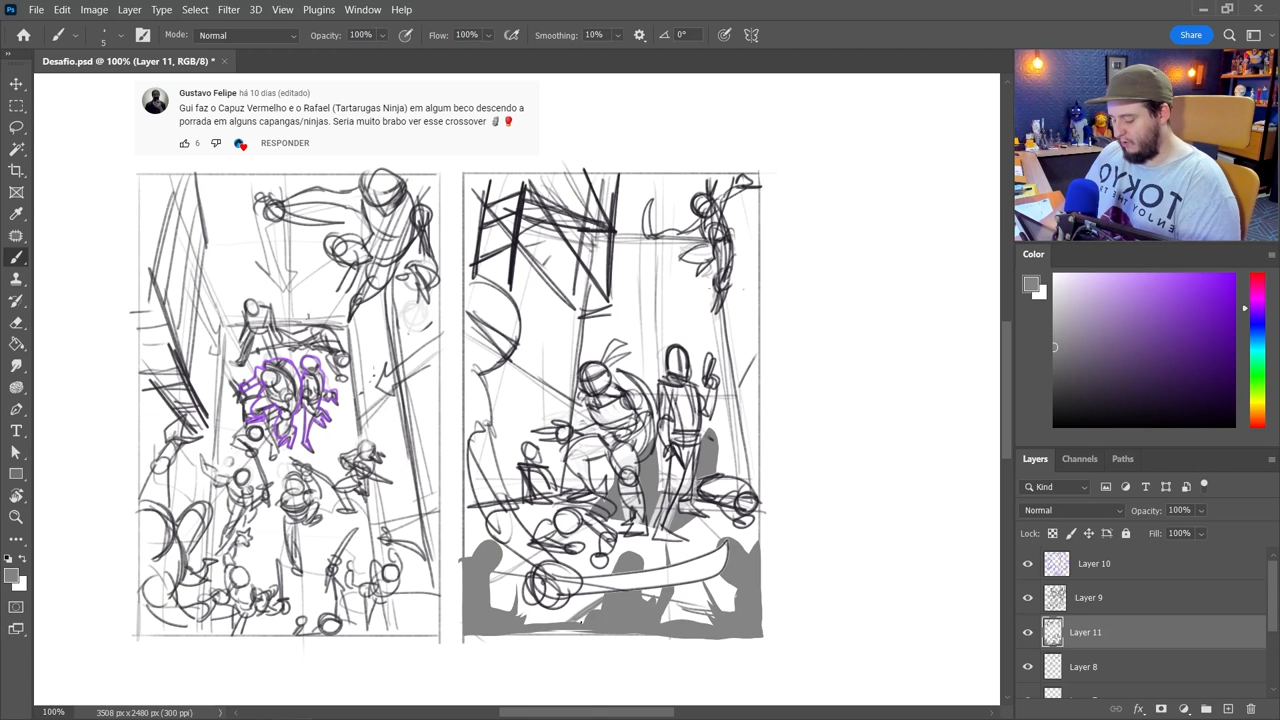 File Edit Image Layer Type Select Filter 3D View Plugins Window Help
5 Mode: Normal Opacity: 100% Flow: 100% Smoothing: 10% 0° Share
Desafio.psd @ 100% (Layer 11, RGB/8) *
Gustavo Felipe há 10 dias (editado)
Gui faz o Capuz Vermelho e o Rafael (Tartarugas Ninja) em algum beco descendo a
porrada em alguns capangas/ninjas. Seria muito brabo ver esse crossover
6 RESPONDER
TOKYO
Color
Layers Channels Paths
Kind
Normal Opacity: 100%
Lock: Fill: 100%
Layer 10
Layer 9
Layer 11
Layer 8
100% 3508 px x 2480 px (300 ppi)